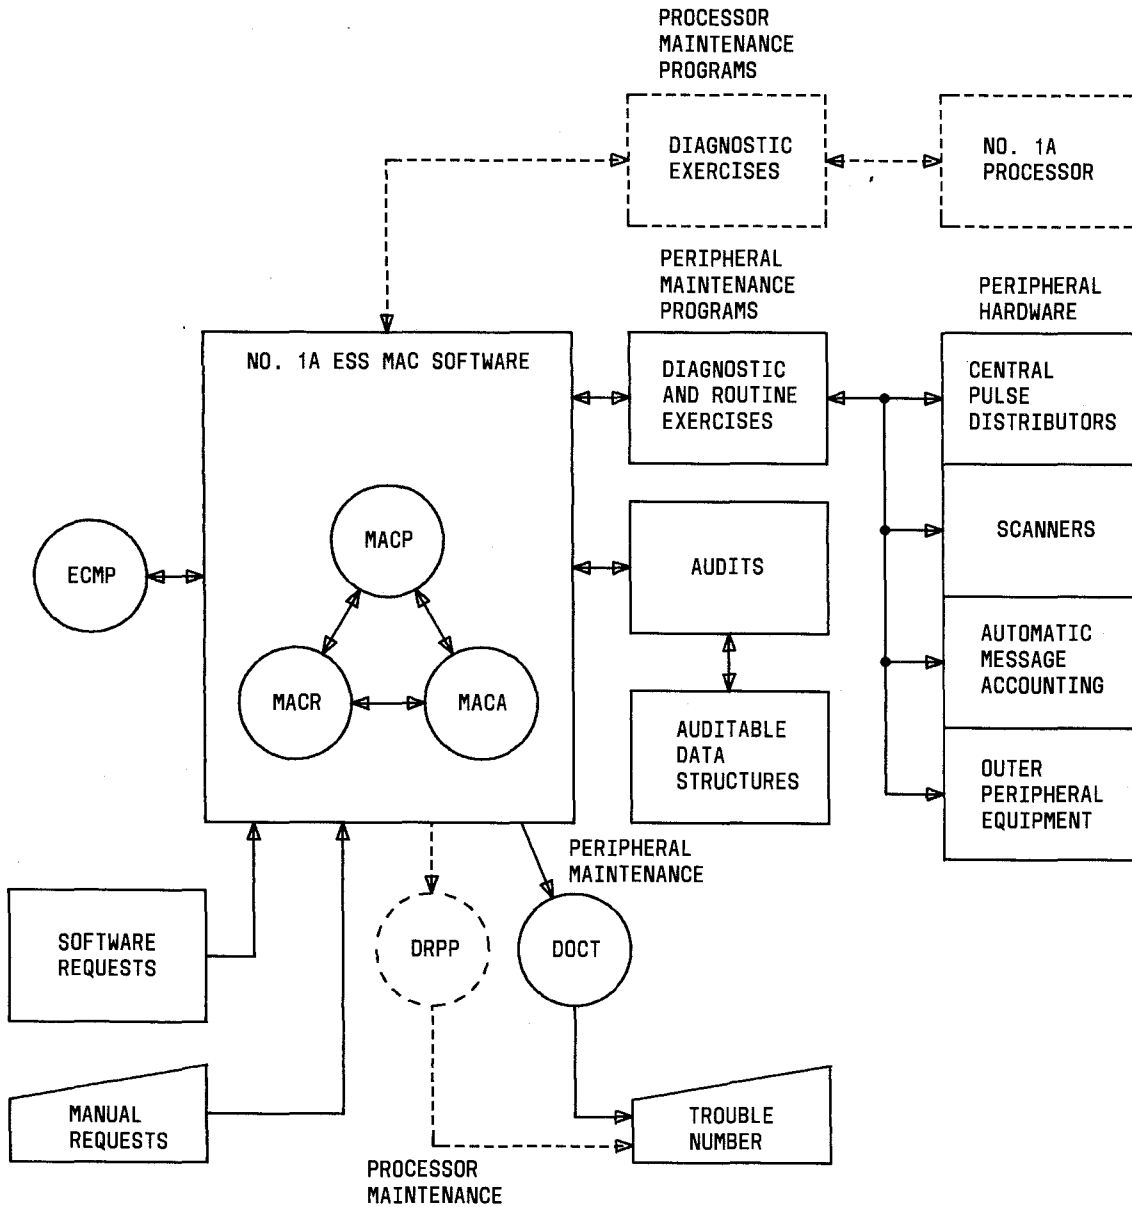 PROCESSOR
MAINTENANCE
PROGRAMS
DIAGNOSTIC
EXERCISES
NO. 1A
PROCESSOR
PERIPHERAL
MAINTENANCE
PROGRAMS
PERIPHERAL
HARDWARE
NO. 1A ESS MAC SOFTWARE
DIAGNOSTIC
AND ROUTINE
EXERCISES
CENTRAL
PULSE
DISTRIBUTORS
MACP
SCANNERS
ECMP
AUDITS
MACR
MACA
AUTOMATIC
MESSAGE
ACCOUNTING
AUDITABLE
DATA
STRUCTURES
OUTER
PERIPHERAL
EQUIPMENT
PERIPHERAL
MAINTENANCE
SOFTWARE
REQUESTS
DRPP
DOCT
MANUAL
REQUESTS
TROUBLE
NUMBER
PROCESSOR
MAINTENANCE